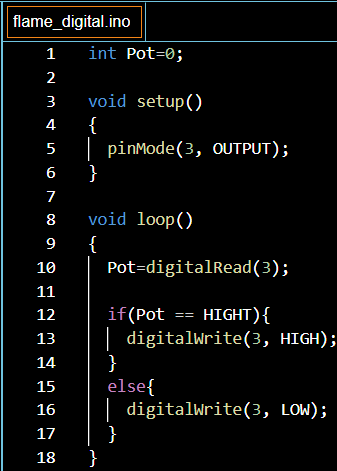 flame_digital.ino
1 int Pot=0;
2
3 void setup()
4 {
5 pinMode(3, OUTPUT);
6 }
7
8 void loop()
9 {
10 Pot=digitalRead(3);
11
12 if(Pot == HIGHT){
13 digitalWrite(3, HIGH);
14 }
15 else{
16 digitalWrite(3, LOW);
17 }
18 }